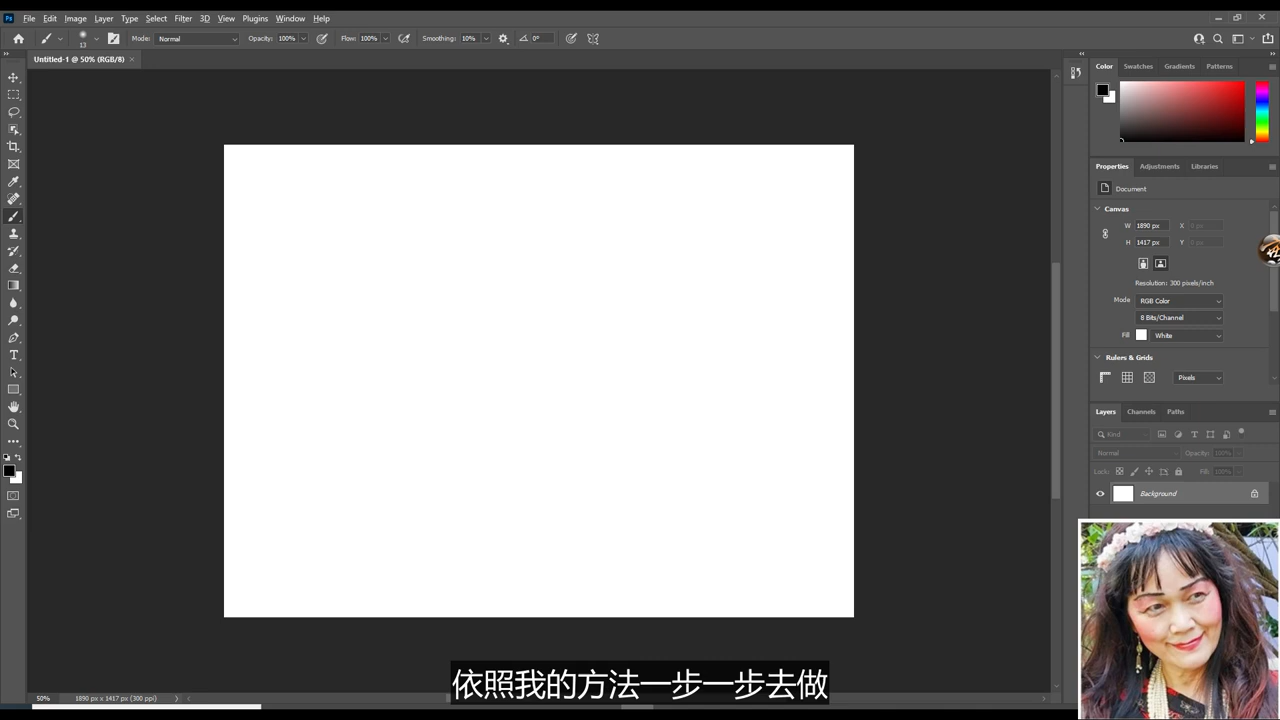 Ps File Edit Image Layer Type Select Filter 3D View Plugins Window Help
13 Mode: Normal Opacity: 100% Flow: 100% Smoothing: 10% 0°
Untitled-1 @ 50% (RGB/8)
Color Swatches Gradients Patterns
Properties Adjustments Libraries
Document
Canvas
W 1890 px X 0 px
H 1417 px Y 0 px
Resolution: 300 pixels/inch
Mode RGB Color
8 Bits/Channel
Fill White
Rulers & Grids
Pixels
Layers Channels Paths
Kind
Normal Opacity: 100%
Lock: Fill: 100%
Background
依照我的方法一步一步去做
50% 1890 px x 1417 px (300 ppi)